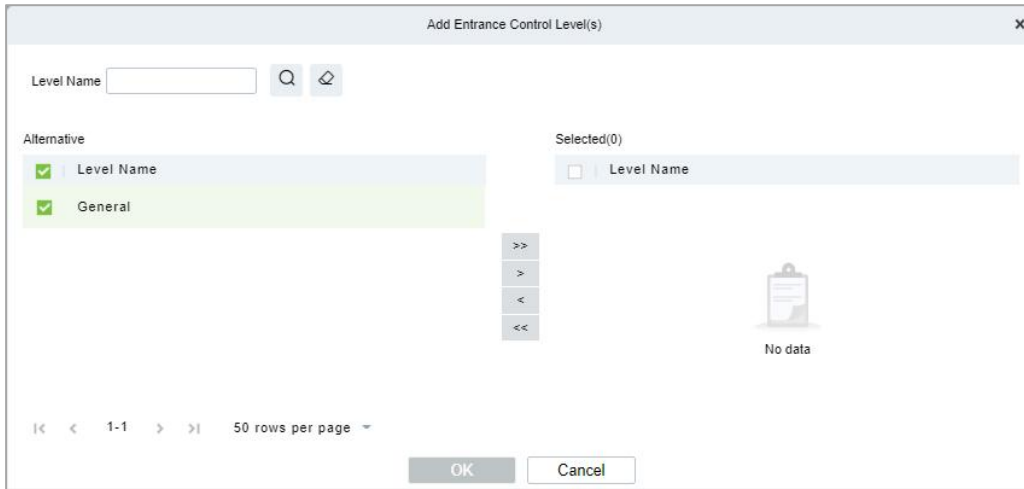 Add Entrance Control Level(s)
Level Name
Alternative
Selected(0)
Level Name
Level Name
General
>>
>
<
<<
No data
1-1
50 rows per page
OK
Cancel